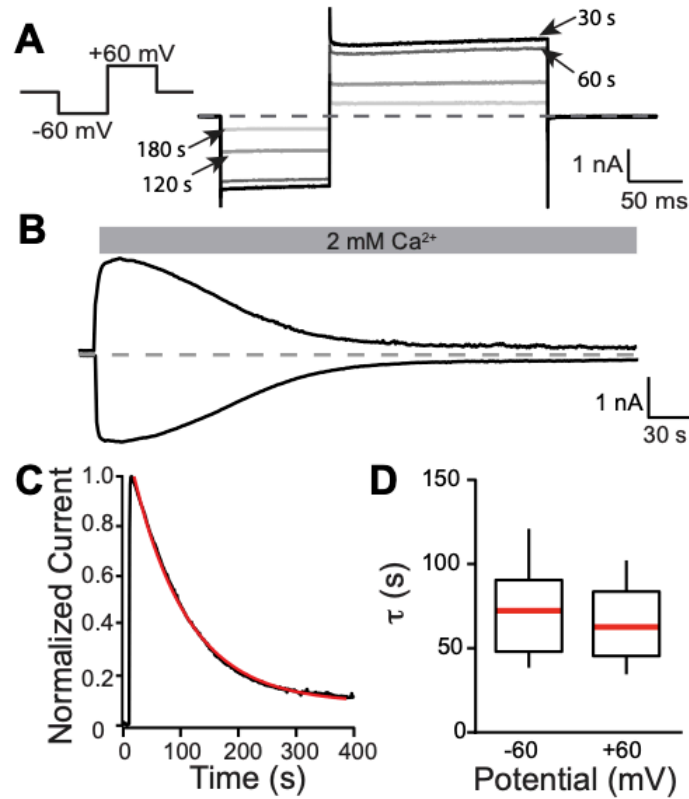 A
+60 mV
-60 mV
30 s
60 s
180 s
120 s
1 nA
50 ms
B
2 mM Ca²⁺
1 nA
30 s
C
Normalized Current
1.0
0.8
0.6
0.4
0.2
0
0 100 200 300 400
Time (s)
D
τ (s)
150
100
50
0
-60 +60
Potential (mV)